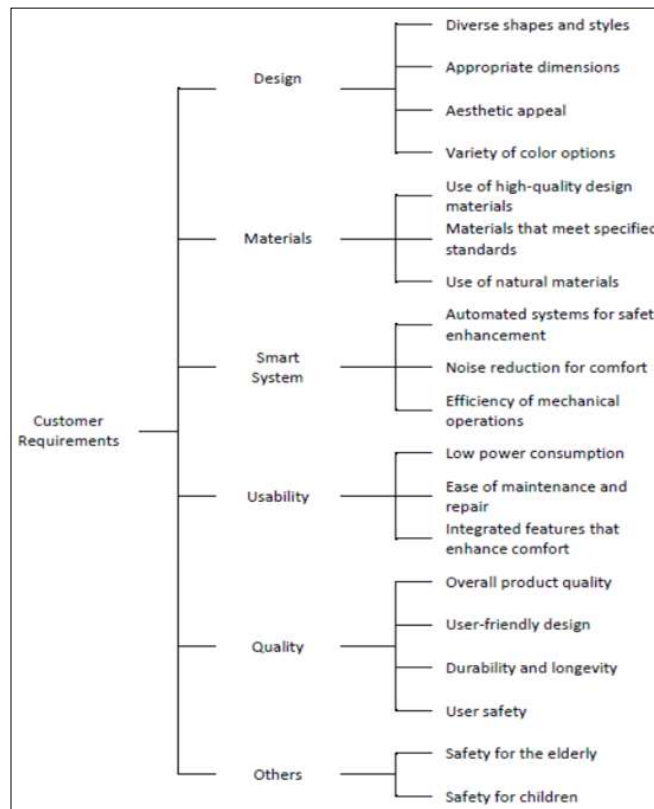 Customer
Requirements
Design
Diverse shapes and styles
Appropriate dimensions
Aesthetic appeal
Variety of color options
Materials
Use of high-quality design
materials
Materials that meet specified
standards
Use of natural materials
Smart
System
Automated systems for safet
enhancement
Noise reduction for comfort
Efficiency of mechanical
operations
Usability
Low power consumption
Ease of maintenance and
repair
Integrated features that
enhance comfort
Quality
Overall product quality
User-friendly design
Durability and longevity
User safety
Others
Safety for the elderly
Safety for children